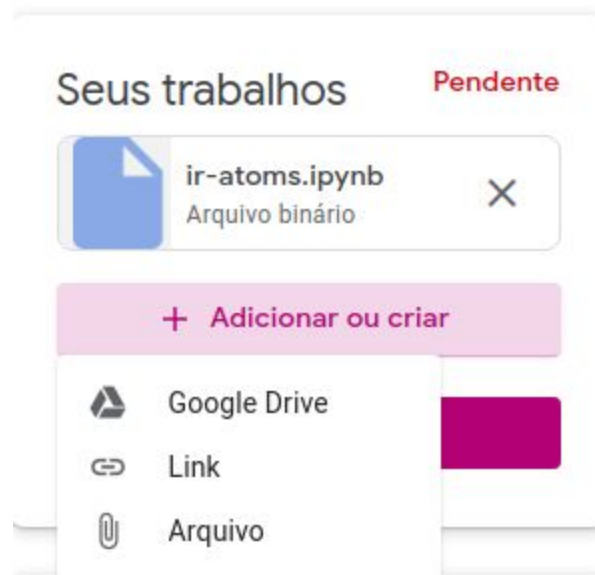 Seus trabalhos
Pendente
ir-atoms.ipynb
Arquivo binário
+ Adicionar ou criar
Google Drive
Link
Arquivo